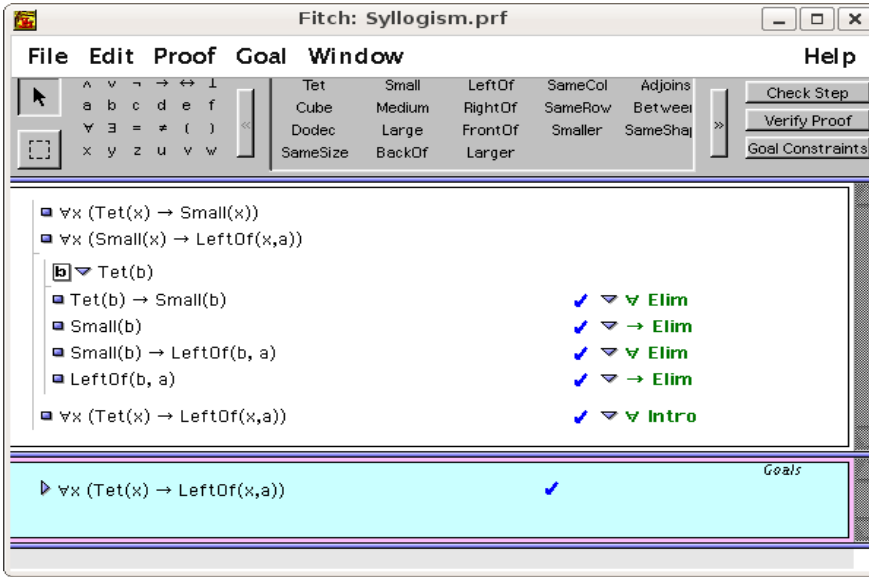 Fitch: Syllogism.prf
File Edit Proof Goal Window Help
∧ ∨ ¬ → ↔ ⊥ Tet Small LeftOf SameCol Adjoins Check Step
a b c d e f Cube Medium RightOf SameRow Between Verify Proof
∀ ∃ = ≠ ( ) « Dodec Large FrontOf Smaller SameShap » Goal Constraints
x y z u v w SameSize BackOf Larger
∀x (Tet(x) → Small(x))
∀x (Small(x) → LeftOf(x,a))
b Tet(b)
Tet(b) → Small(b) ✓ ∀ Elim
Small(b) ✓ → Elim
Small(b) → LeftOf(b, a) ✓ ∀ Elim
LeftOf(b, a) ✓ → Elim
∀x (Tet(x) → LeftOf(x,a)) ✓ ∀ Intro
Goals
∀x (Tet(x) → LeftOf(x,a)) ✓